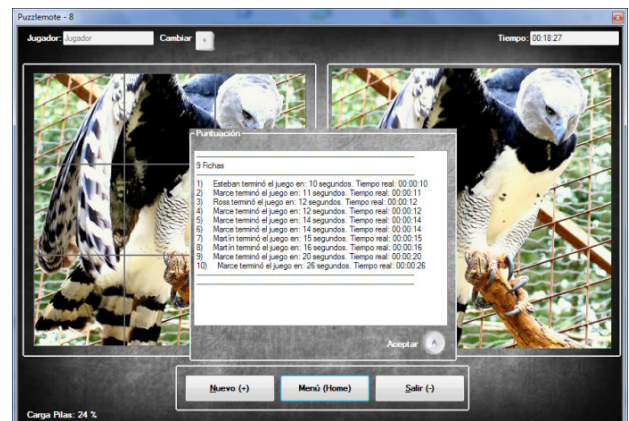 Puzzlemote - 8
Jugador: Jugador Cambiar Tiempo: 00:18:27
Puntuación
9 Fichas
1) Esteban terminó el juego en: 10 segundos. Tiempo real: 00:00:10
2) Marce terminó el juego en: 11 segundos. Tiempo real: 00:00:11
3) Ross terminó el juego en: 12 segundos. Tiempo real: 00:00:12
4) Marce terminó el juego en: 12 segundos. Tiempo real: 00:00:12
5) Marce terminó el juego en: 14 segundos. Tiempo real: 00:00:14
6) Marce terminó el juego en: 14 segundos. Tiempo real: 00:00:14
7) Martín terminó el juego en: 15 segundos. Tiempo real: 00:00:15
8) Martín terminó el juego en: 16 segundos. Tiempo real: 00:00:16
9) Marce terminó el juego en: 20 segundos. Tiempo real: 00:00:20
10) Marce terminó el juego en: 26 segundos. Tiempo real: 00:00:26
Aceptar A
Nuevo (+) Menú (Home) Salir (-)
Carga Pilas: 24 %